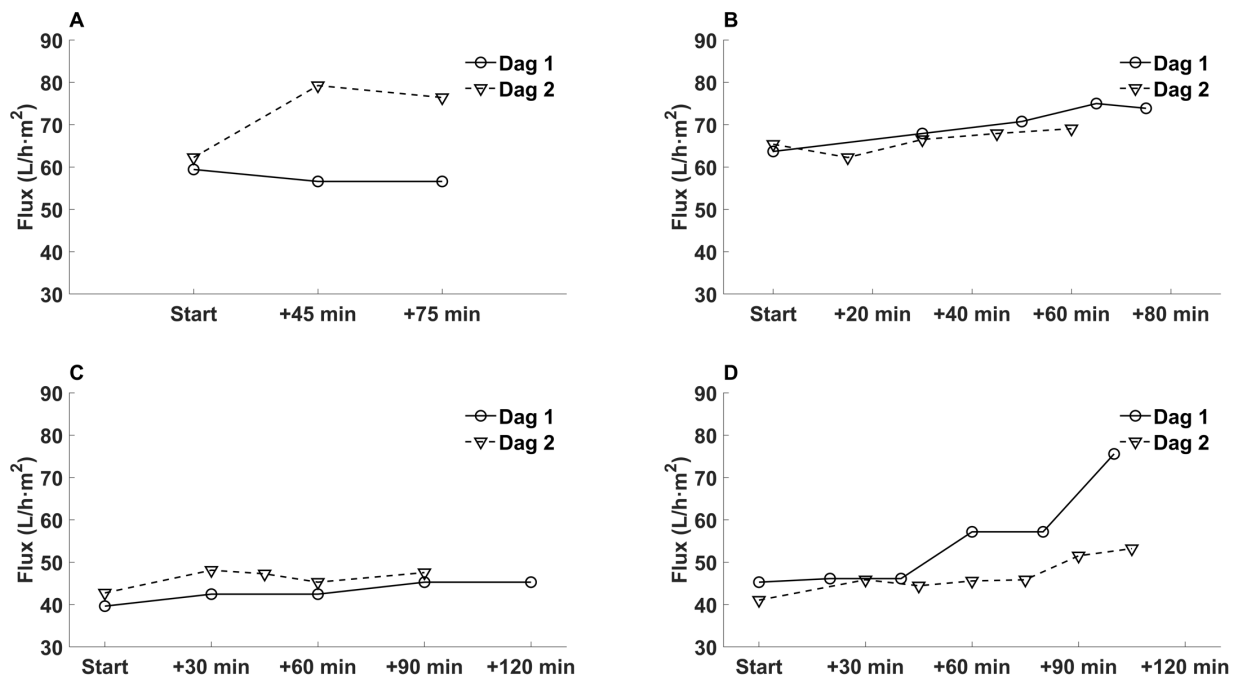 A
Flux (L/h·m²)
90
80
70
60
50
40
30
Start +45 min +75 min
Dag 1
Dag 2
B
Flux (L/h·m²)
90
80
70
60
50
40
30
Start +20 min +40 min +60 min +80 min
Dag 1
Dag 2
C
Flux (L/h·m²)
90
80
70
60
50
40
30
Start +30 min +60 min +90 min +120 min
Dag 1
Dag 2
D
Flux (L/h·m²)
90
80
70
60
50
40
30
Start +30 min +60 min +90 min +120 min
Dag 1
Dag 2